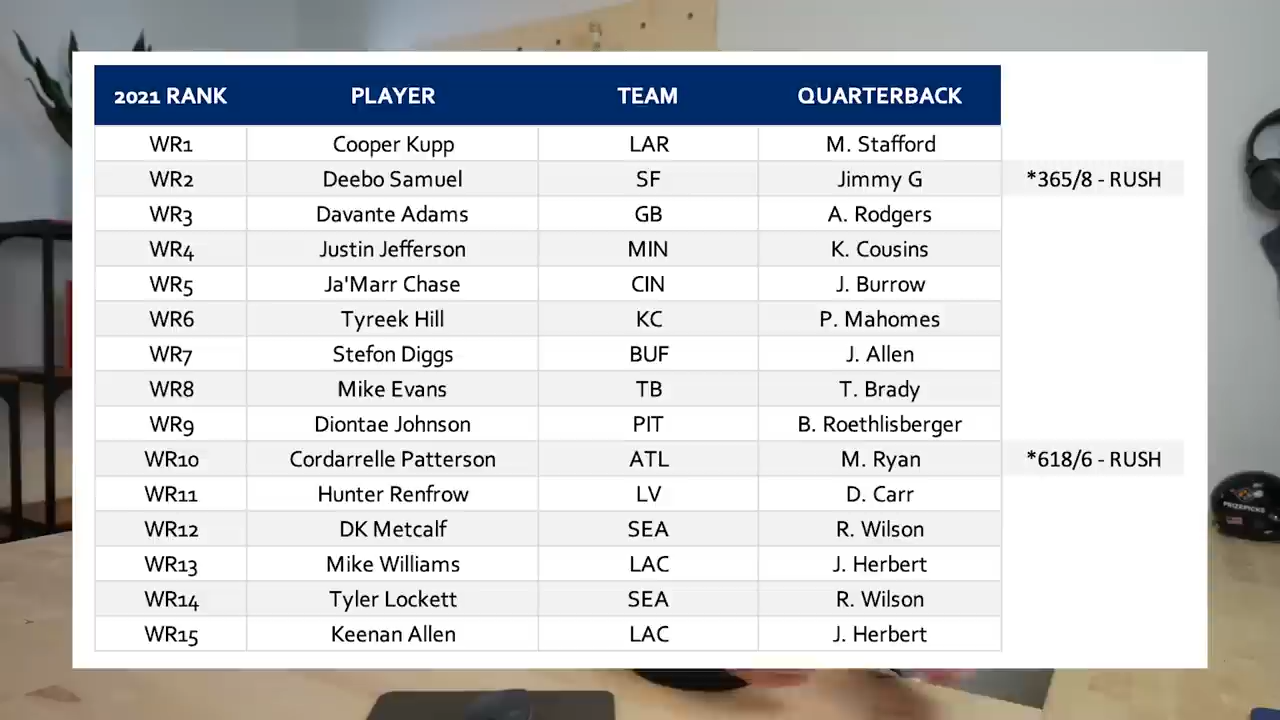 2021 RANK PLAYER TEAM QUARTERBACK
WR1 Cooper Kupp LAR M. Stafford
WR2 Deebo Samuel SF Jimmy G *365/8 - RUSH
WR3 Davante Adams GB A. Rodgers
WR4 Justin Jefferson MIN K. Cousins
WR5 Ja'Marr Chase CIN J. Burrow
WR6 Tyreek Hill KC P. Mahomes
WR7 Stefon Diggs BUF J. Allen
WR8 Mike Evans TB T. Brady
WR9 Diontae Johnson PIT B. Roethlisberger
WR10 Cordarrelle Patterson ATL M. Ryan *618/6 - RUSH
WR11 Hunter Renfrow LV D. Carr
WR12 DK Metcalf SEA R. Wilson
WR13 Mike Williams LAC J. Herbert
WR14 Tyler Lockett SEA R. Wilson
WR15 Keenan Allen LAC J. Herbert
PRIZEPICKS